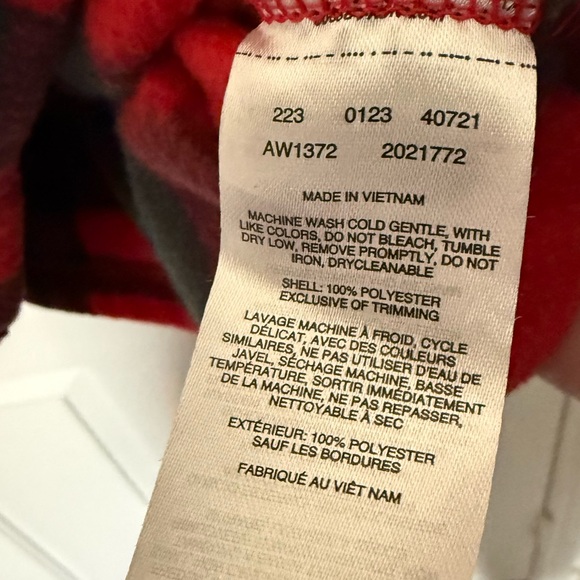 223 0123 40721
AW1372 2021772
MADE IN VIETNAM
MACHINE WASH COLD GENTLE, WITH
LIKE COLORS, DO NOT BLEACH, TUMBLE
DRY LOW, REMOVE PROMPTLY, DO NOT
IRON, DRYCLEANABLE
SHELL: 100% POLYESTER
EXCLUSIVE OF TRIMMING
LAVAGE MACHINE À FROID, CYCLE
DÉLICAT, AVEC DES COULEURS
SIMILAIRES, NE PAS UTILISER D'EAU DE
JAVEL, SÉCHAGE MACHINE, BASSE
TEMPÉRATURE, SORTIR IMMÉDIATEMENT
DE LA MACHINE, NE PAS REPASSER,
NETTOYABLE À SEC
EXTÉRIEUR: 100% POLYESTER
SAUF LES BORDURES
FABRIQUÉ AU VIÊT NAM